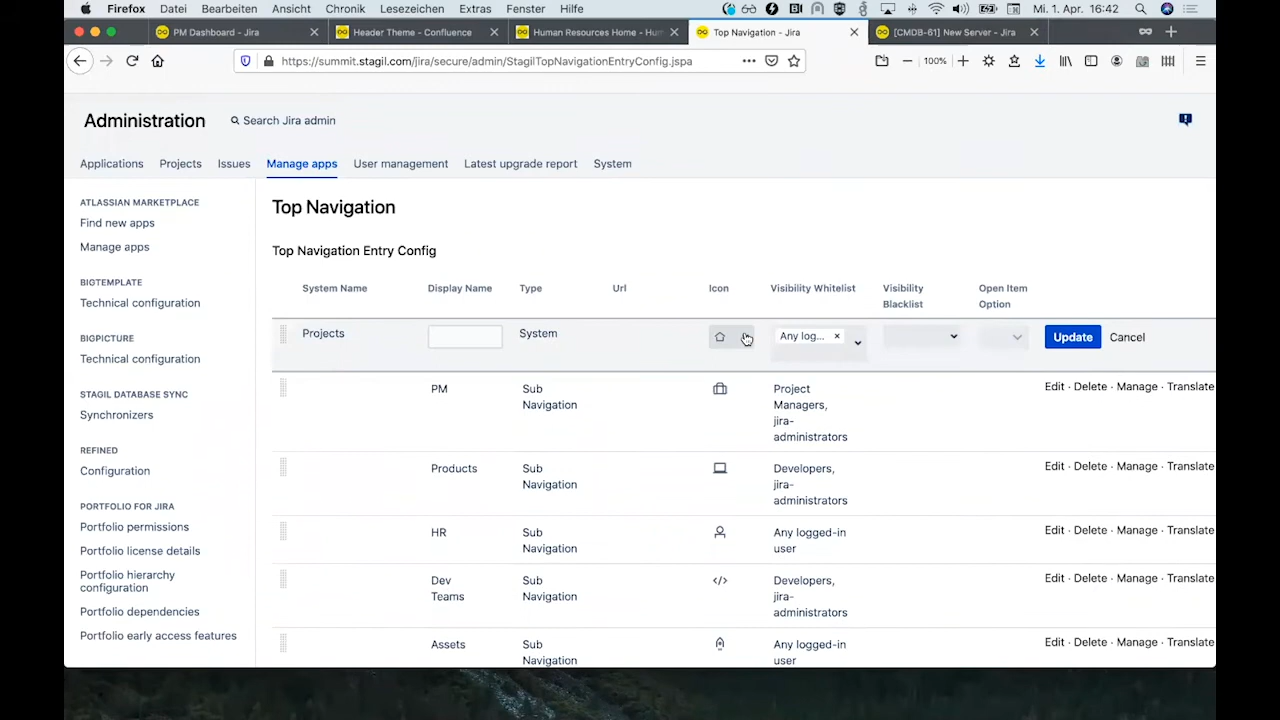 Firefox Datei Bearbeiten Ansicht Chronik Lesezeichen Extras Fenster Hilfe Mi. 1. Apr. 16:42
PM Dashboard - Jira Header Theme - Confluence Human Resources Home - Hum Top Navigation - Jira [CMDB-61] New Server - Jira
https://summit.stagil.com/jira/secure/admin/StagilTopNavigationEntryConfig.jspa 100%
Administration
Search Jira admin
Applications Projects Issues Manage apps User management Latest upgrade report System
ATLASSIAN MARKETPLACE
Find new apps
Manage apps
BIGTEMPLATE
Technical configuration
BIGPICTURE
Technical configuration
STAGIL DATABASE SYNC
Synchronizers
REFINED
Configuration
PORTFOLIO FOR JIRA
Portfolio permissions
Portfolio license details
Portfolio hierarchy
configuration
Portfolio dependencies
Portfolio early access features
Top Navigation
Top Navigation Entry Config
System Name Display Name Type Url Icon Visibility Whitelist Visibility Open Item
Blacklist Option
Projects System Any log... × Update Cancel
PM Sub Project Edit · Delete · Manage · Translate
Navigation Managers,
jira-
administrators
Products Sub Developers, Edit · Delete · Manage · Translate
Navigation jira-
administrators
HR Sub Any logged-in Edit · Delete · Manage · Translate
Navigation user
Dev Sub Developers, Edit · Delete · Manage · Translate
Teams Navigation jira-
administrators
Assets Sub Any logged-in Edit · Delete · Manage · Translate
Navigation user